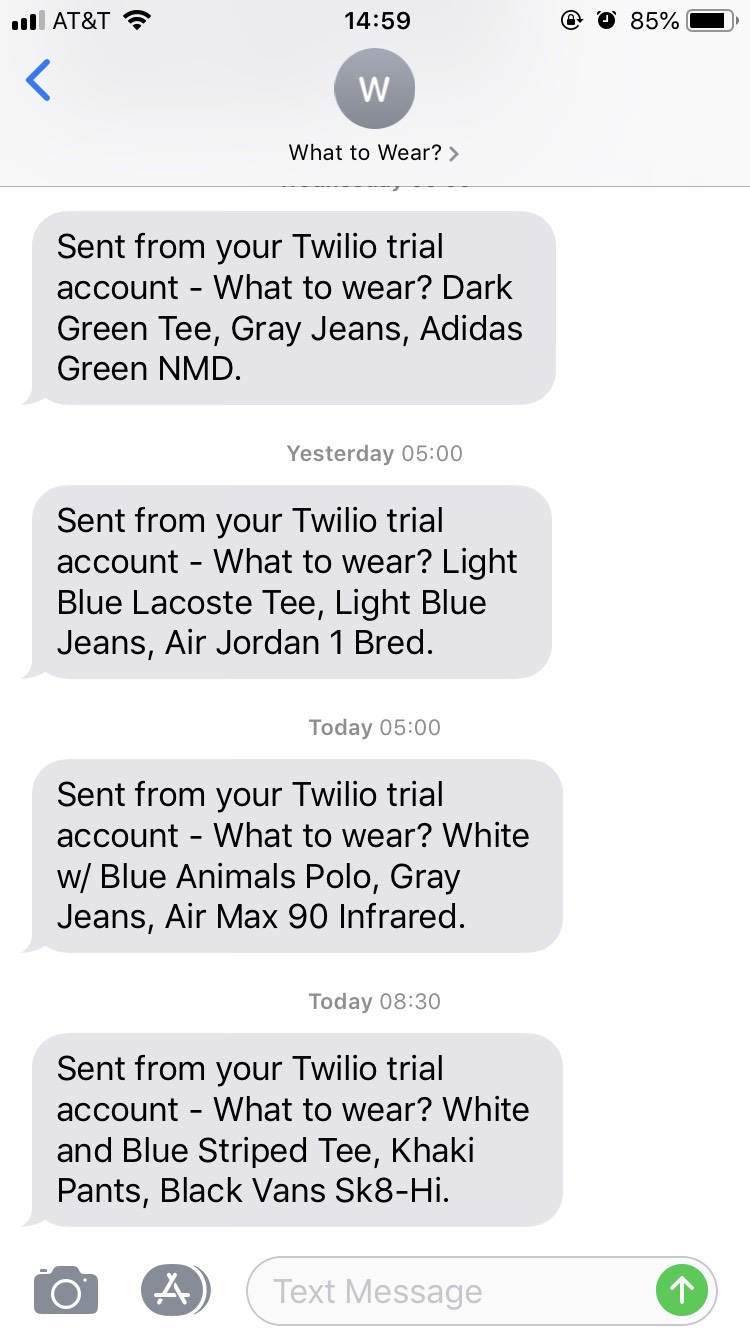 AT&T 14:59 85%
W
What to Wear?
Sent from your Twilio trial
account - What to wear? Dark
Green Tee, Gray Jeans, Adidas
Green NMD.
Yesterday 05:00
Sent from your Twilio trial
account - What to wear? Light
Blue Lacoste Tee, Light Blue
Jeans, Air Jordan 1 Bred.
Today 05:00
Sent from your Twilio trial
account - What to wear? White
w/ Blue Animals Polo, Gray
Jeans, Air Max 90 Infrared.
Today 08:30
Sent from your Twilio trial
account - What to wear? White
and Blue Striped Tee, Khaki
Pants, Black Vans Sk8-Hi.
Text Message